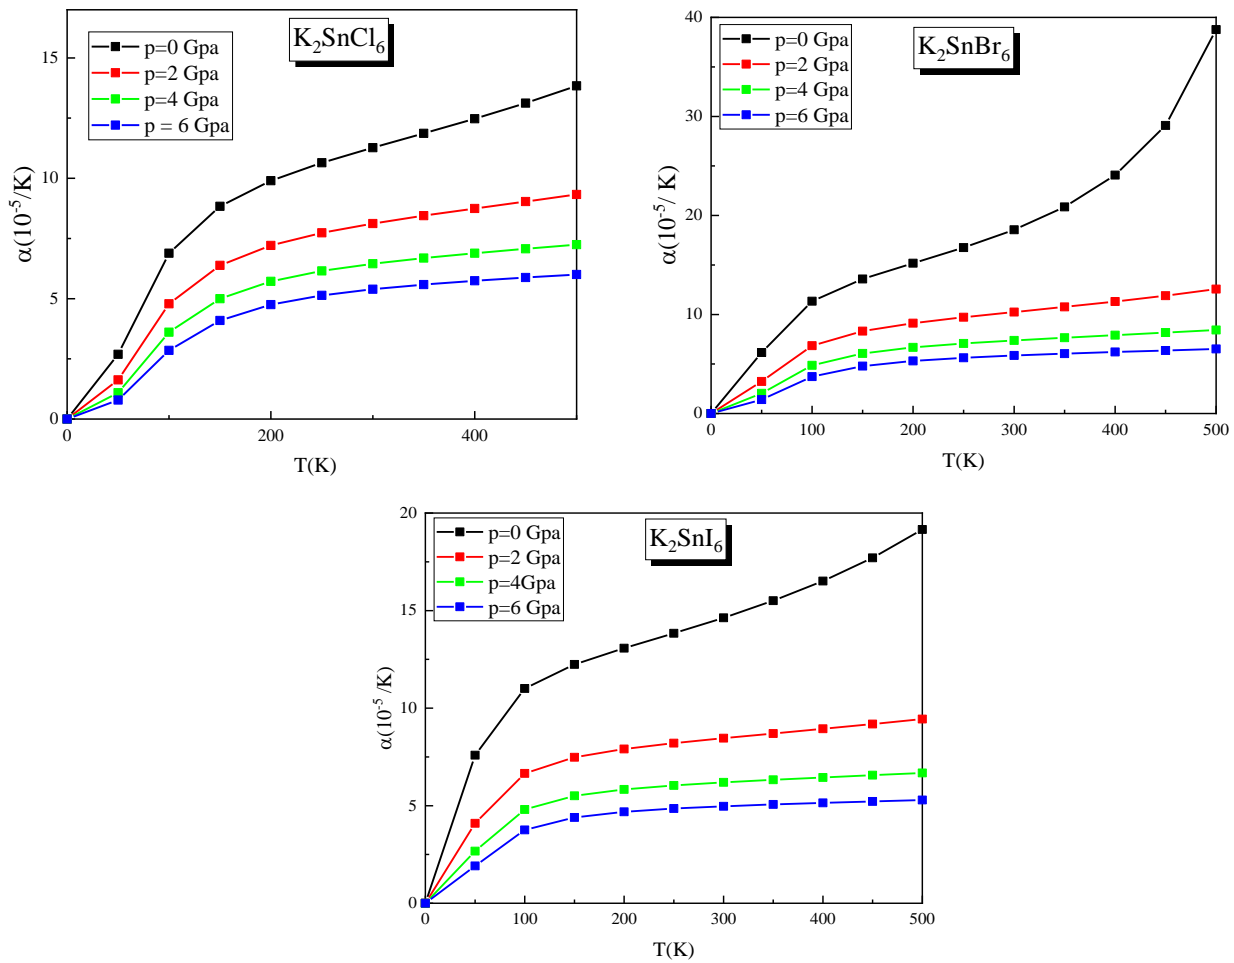 K₂SnCl₆
p=0 Gpa
p=2 Gpa
p=4 Gpa
p = 6 Gpa
α(10⁻⁵/K)
15
10
5
0
0
200
400
T(K)
K₂SnBr₆
p=0 Gpa
p=2 Gpa
p=4 Gpa
p=6 Gpa
α(10⁻⁵/ K)
40
30
20
10
0
0
100
200
300
400
500
T(K)
K₂SnI₆
p=0 Gpa
p=2 Gpa
p=4Gpa
p=6 Gpa
α(10⁻⁵ /K)
20
15
10
5
0
0
100
200
300
400
500
T(K)